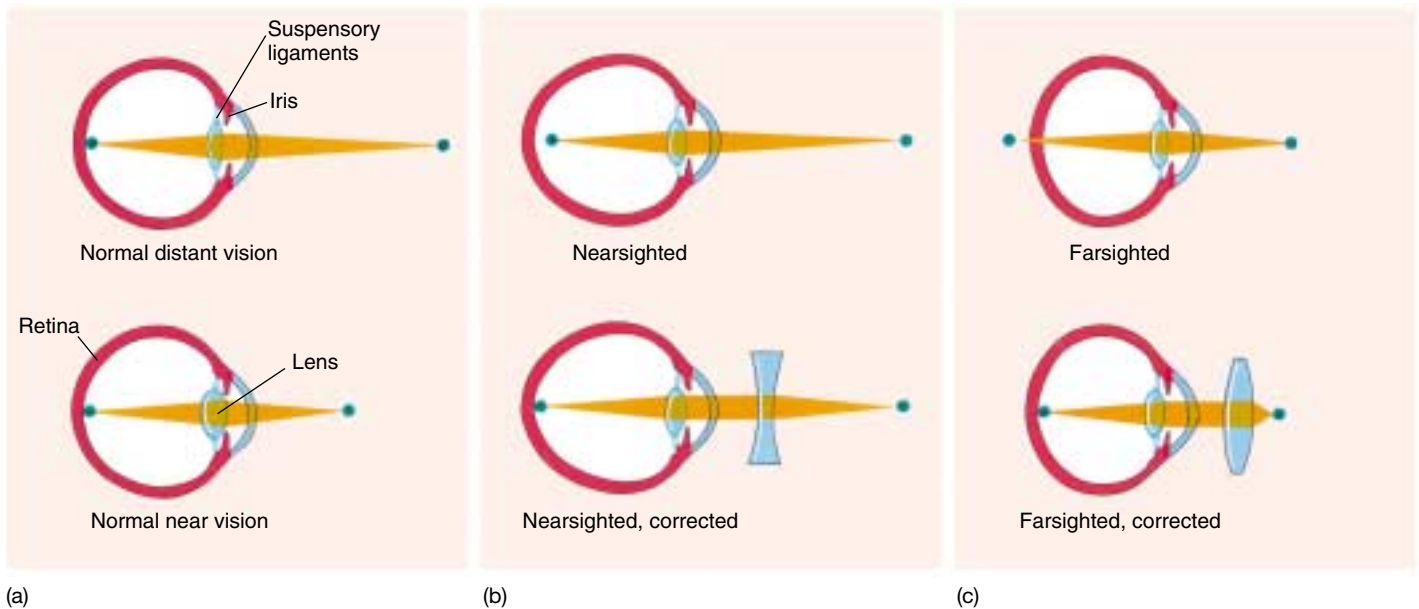 Suspensory
ligaments
Iris
Normal distant vision
Retina
Lens
Normal near vision
(a)
Nearsighted
Nearsighted, corrected
(b)
Farsighted
Farsighted, corrected
(c)